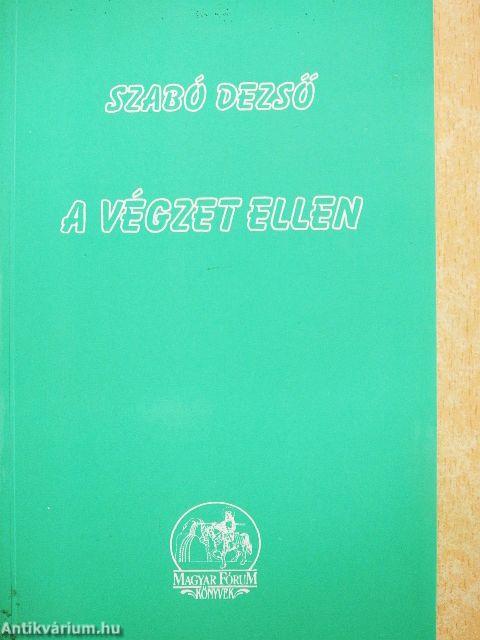 SZABÓ DEZSŐ
A VÉGZET ELLEN
MAGYAR FÓRUM
KÖNYVEK
Antikvárium.hu